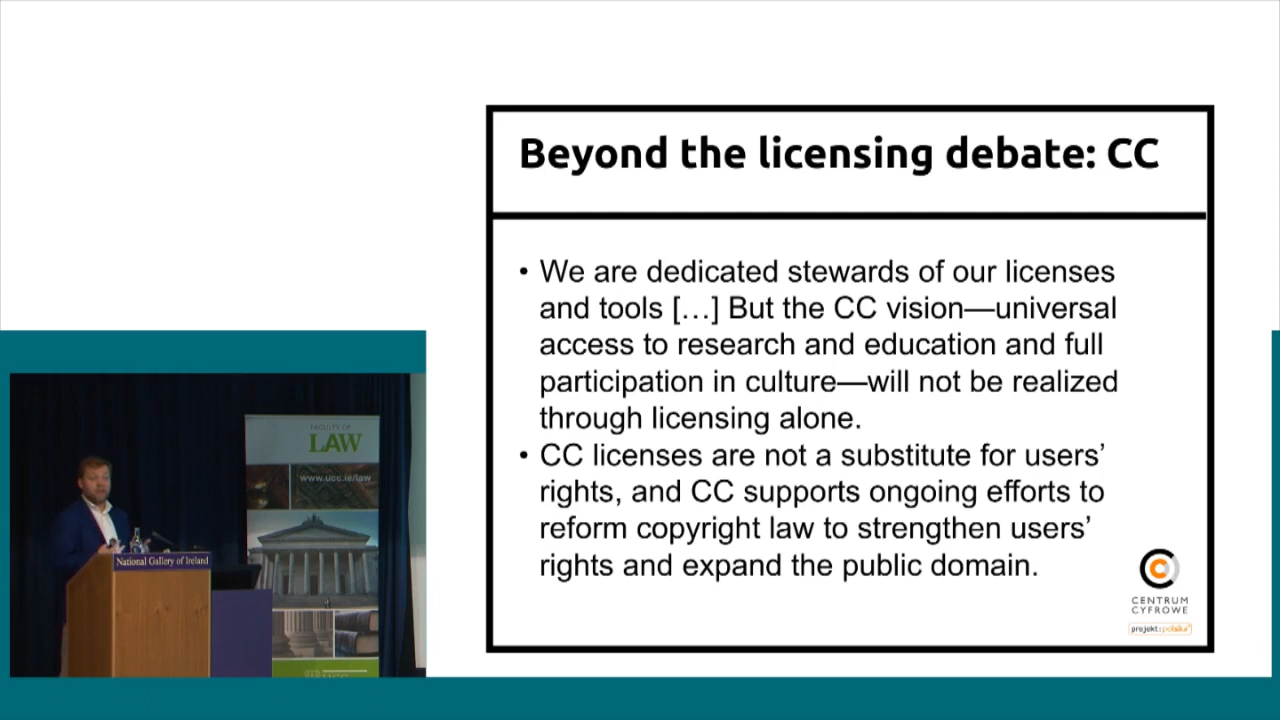 Beyond the licensing debate: CC
• We are dedicated stewards of our licenses
and tools […] But the CC vision—universal
access to research and education and full
participation in culture—will not be realized
through licensing alone.
• CC licenses are not a substitute for users’
rights, and CC supports ongoing efforts to
reform copyright law to strengthen users’
rights and expand the public domain.
CENTRUM
CYFROWE
projekt:polska
FACULTY OF
LAW
www.ucc.ie/law
National Gallery of Ireland